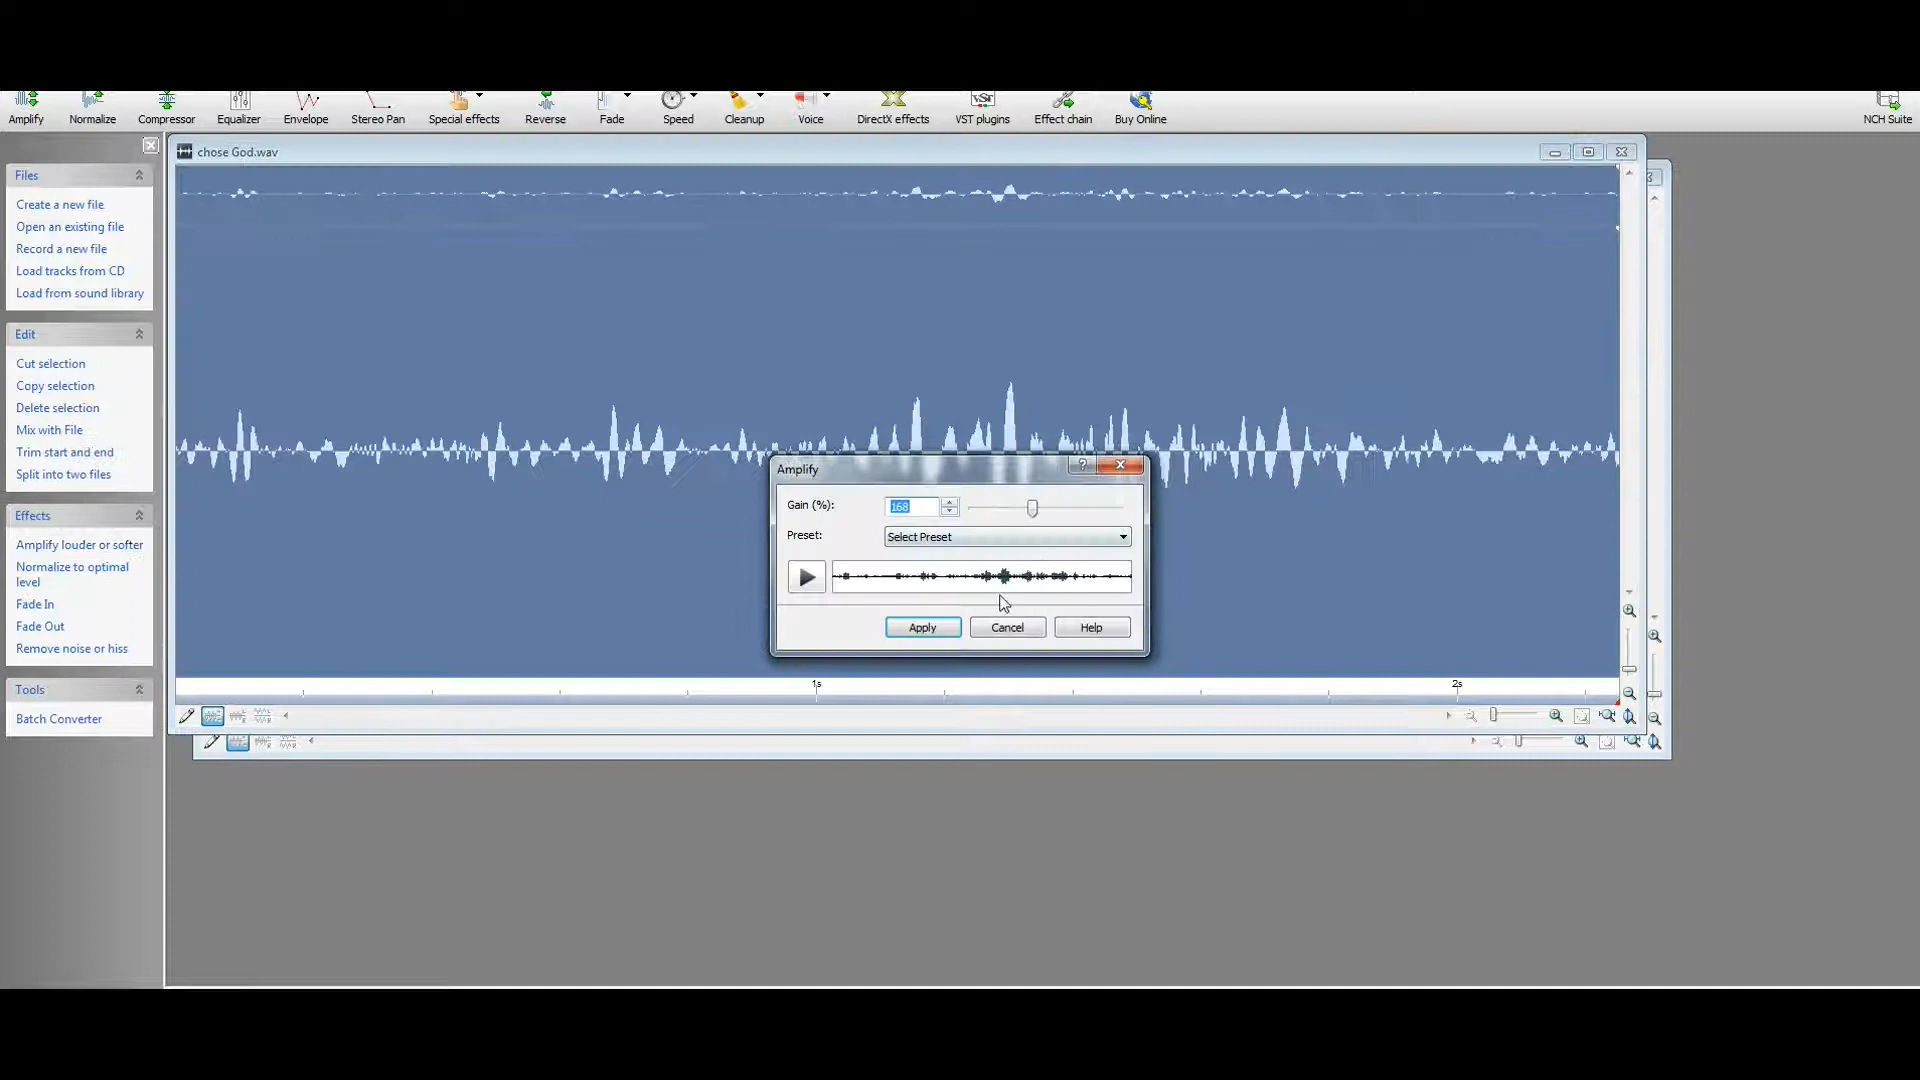 Amplify Normalize Compressor Equalizer Envelope Stereo Pan Special effects Reverse Fade Speed Cleanup Voice DirectX effects VST plugins Effect chain Buy Online NCH Suite
chose God.wav
Files
Create a new file
Open an existing file
Record a new file
Load tracks from CD
Load from sound library
Edit
Cut selection
Copy selection
Delete selection
Mix with File
Trim start and end
Split into two files
Effects
Amplify louder or softer
Normalize to optimal
level
Fade In
Fade Out
Remove noise or hiss
Tools
Batch Converter
Amplify
Gain (%): 168
Preset: Select Preset
Apply Cancel Help
1s 2s